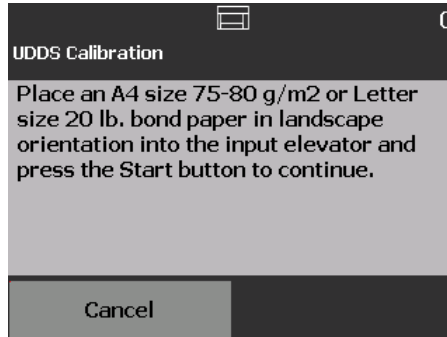 UDDS Calibration
Place an A4 size 75-80 g/m2 or Letter
size 20 lb. bond paper in landscape
orientation into the input elevator and
press the Start button to continue.
Cancel